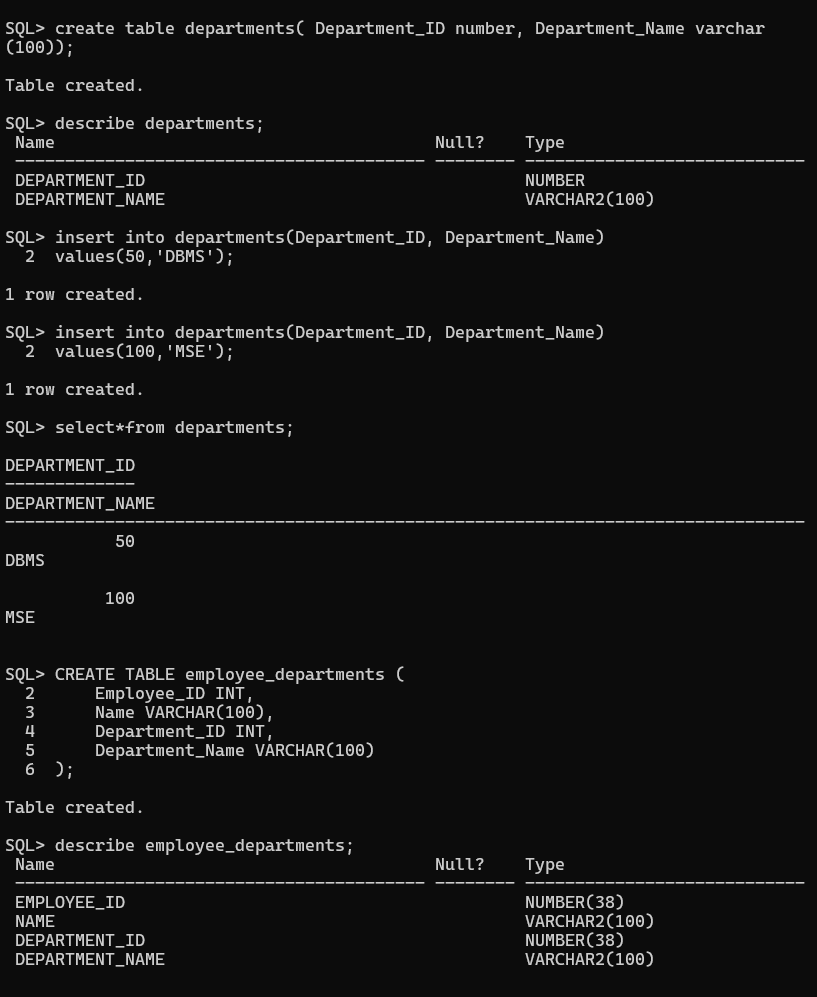 SQL> create table departments( Department_ID number, Department_Name varchar
(100));
Table created.
SQL> describe departments;
 Name                                      Null?    Type
 ----------------------------------------- -------- ----------------------------
 DEPARTMENT_ID                                      NUMBER
 DEPARTMENT_NAME                                    VARCHAR2(100)
SQL> insert into departments(Department_ID, Department_Name)
  2  values(50,'DBMS');
1 row created.
SQL> insert into departments(Department_ID, Department_Name)
  2  values(100,'MSE');
1 row created.
SQL> select*from departments;
DEPARTMENT_ID
-------------
DEPARTMENT_NAME
--------------------------------------------------------------------------------
           50
DBMS
          100
MSE
SQL> CREATE TABLE employee_departments (
  2      Employee_ID INT,
  3      Name VARCHAR(100),
  4      Department_ID INT,
  5      Department_Name VARCHAR(100)
  6  );
Table created.
SQL> describe employee_departments;
 Name                                      Null?    Type
 ----------------------------------------- -------- ----------------------------
 EMPLOYEE_ID                                        NUMBER(38)
 NAME                                               VARCHAR2(100)
 DEPARTMENT_ID                                      NUMBER(38)
 DEPARTMENT_NAME                                    VARCHAR2(100)